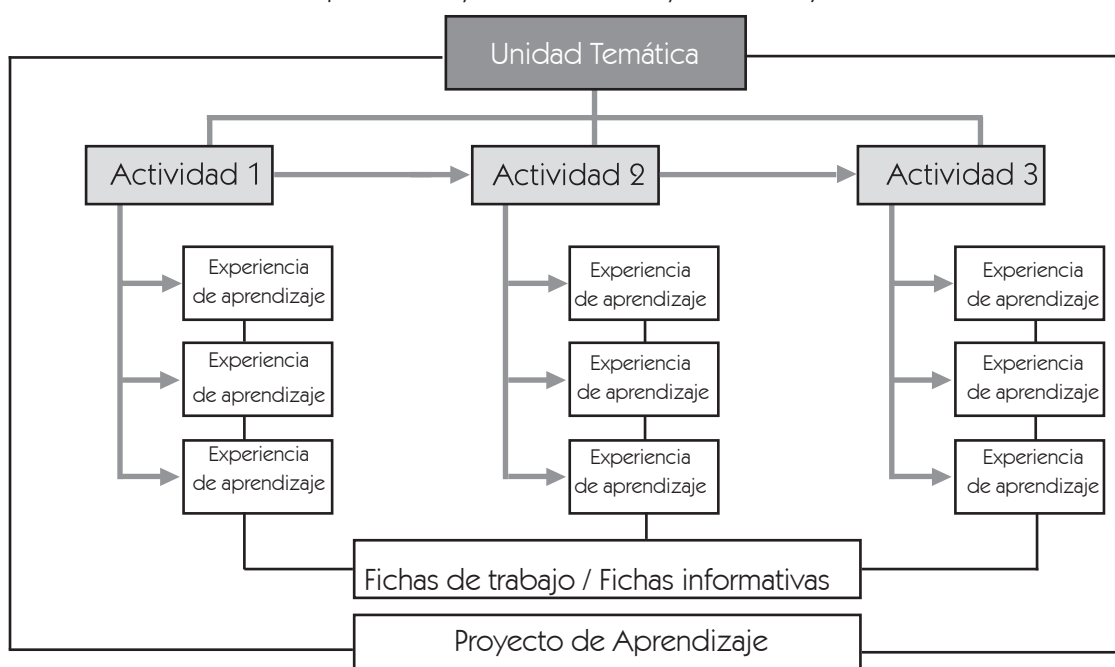 Unidad Temática
Actividad 1
Actividad 2
Actividad 3
Experiencia
de aprendizaje
Experiencia
de aprendizaje
Experiencia
de aprendizaje
Experiencia
de aprendizaje
Experiencia
de aprendizaje
Experiencia
de aprendizaje
Experiencia
de aprendizaje
Experiencia
de aprendizaje
Experiencia
de aprendizaje
Fichas de trabajo / Fichas informativas
Proyecto de Aprendizaje